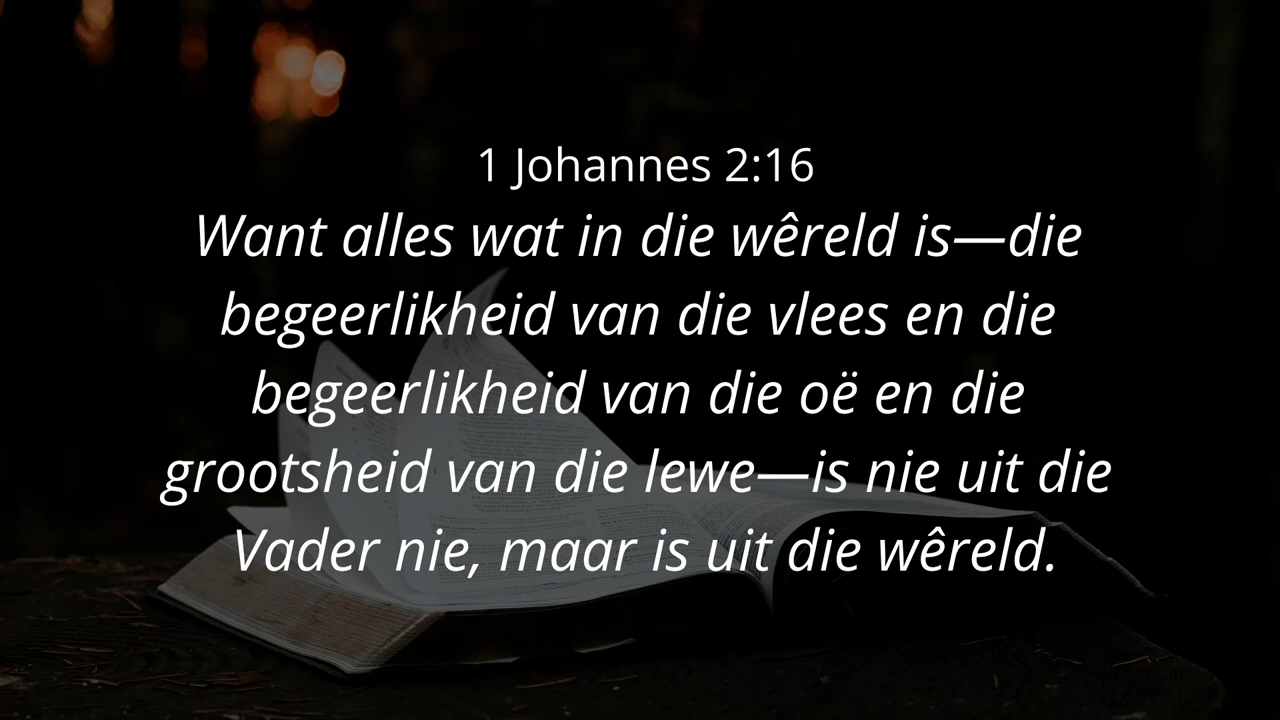 1 Johannes 2:16
Want alles wat in die wêreld is—die
begeerlikheid van die vlees en die
begeerlikheid van die oë en die
grootsheid van die lewe—is nie uit die
Vader nie, maar is uit die wêreld.